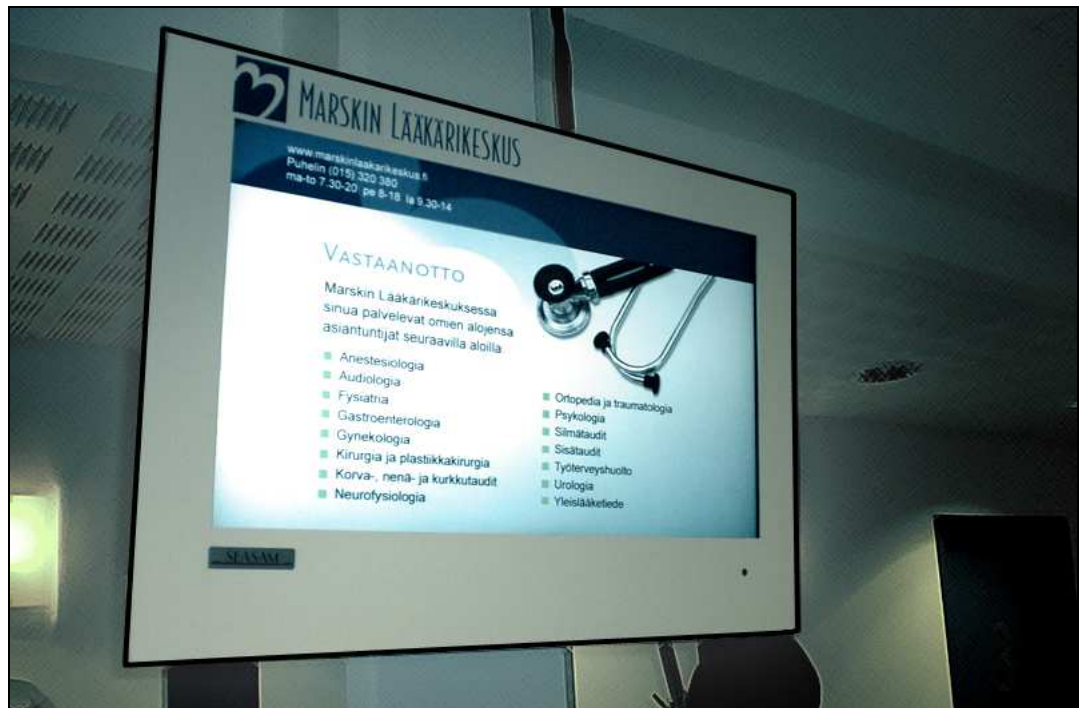 MARSKIN LÄÄKÄRIKESKUS
www.marskinlaakarikeskus.fi
Puhelin (015) 320 380
ma-to 7.30-20 pe 8-18 la 9.30-14
VASTAANOTTO
Marskin Lääkärikeskuksessa
sinua palvelevat omien alojensa
asiantuntijat seuraavilla aloilla
Anestesiologia
Audiologia
Fysiatria
Gastroenterologia
Gynekologia
Kirurgia ja plastiikkakirurgia
Korva-, nenä- ja kurkkutaudit
Neurofysiologia
Ortopedia ja traumatologia
Psykologia
Silmätaudit
Sisätaudit
Työterveyshuolto
Urologia
Yleislääketiede
SEASAM